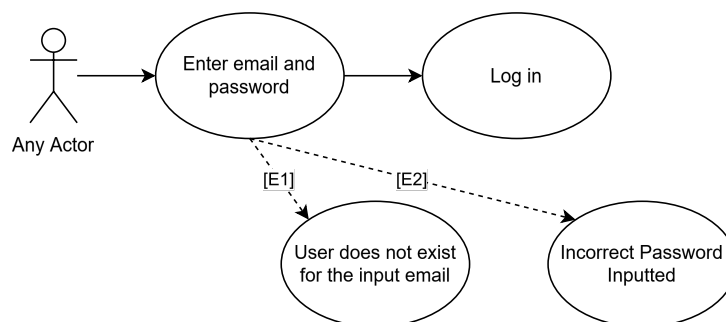 Enter email and
password
Log in
Any Actor
[E1]
[E2]
User does not exist
for the input email
Incorrect Password
Inputted